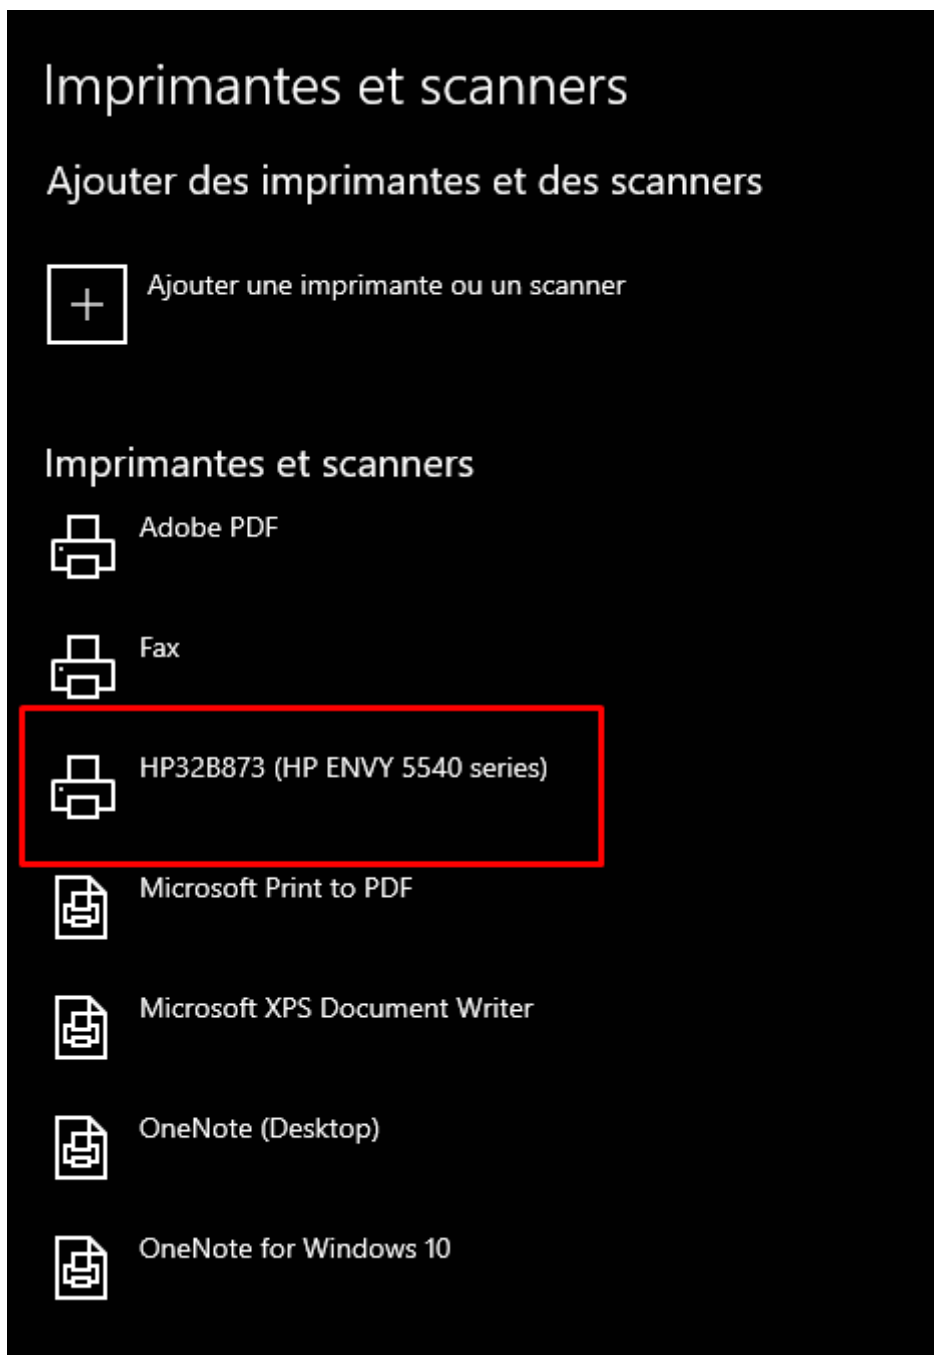 Imprimantes et scanners
Ajouter des imprimantes et des scanners
Ajouter une imprimante ou un scanner
Imprimantes et scanners
Adobe PDF
Fax
HP32B873 (HP ENVY 5540 series)
Microsoft Print to PDF
Microsoft XPS Document Writer
OneNote (Desktop)
OneNote for Windows 10